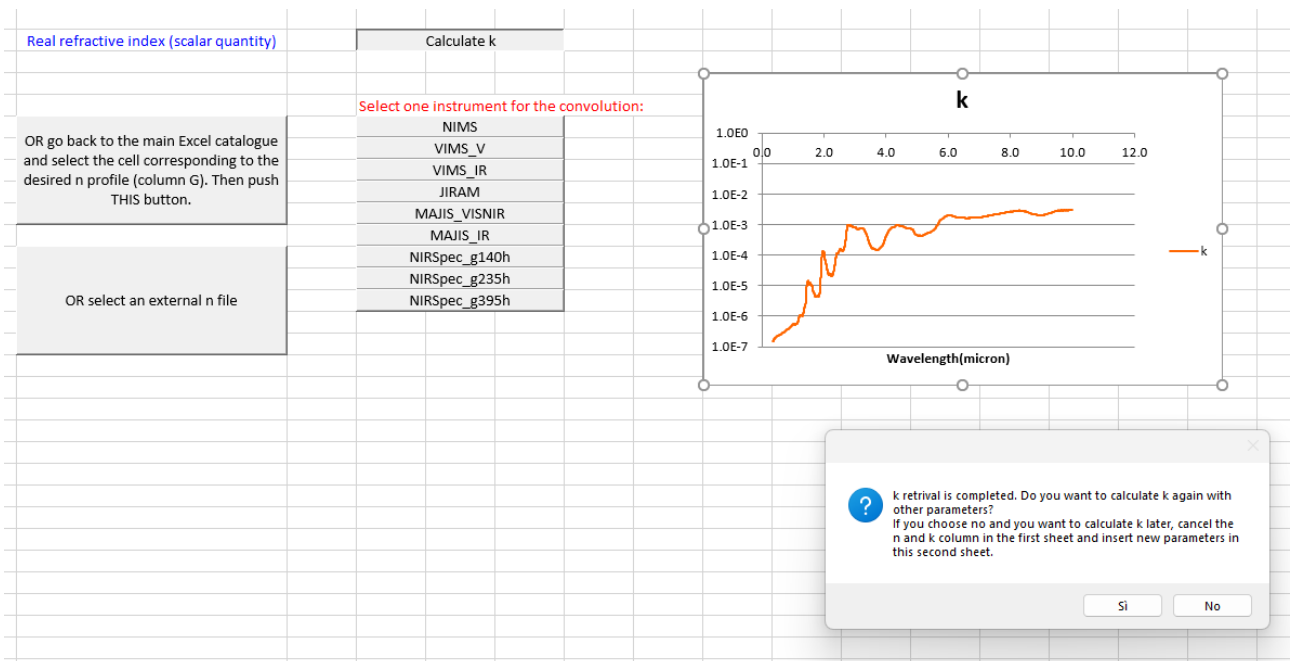 Real refractive index (scalar quantity)
Calculate k
Select one instrument for the convolution:
OR go back to the main Excel catalogue
and select the cell corresponding to the
desired n profile (column G). Then push
THIS button.
OR select an external n file
NIMS
VIMS_V
VIMS_IR
JIRAM
MAJIS_VISNIR
MAJIS_IR
NIRSpec_g140h
NIRSpec_g235h
NIRSpec_g395h
k
1.0E0
0.0 2.0 4.0 6.0 8.0 10.0 12.0
1.0E-1
1.0E-2
1.0E-3
1.0E-4
1.0E-5
1.0E-6
1.0E-7
k
Wavelength(micron)
k retrival is completed. Do you want to calculate k again with
other parameters?
If you choose no and you want to calculate k later, cancel the
n and k column in the first sheet and insert new parameters in
this second sheet.
Sì
No